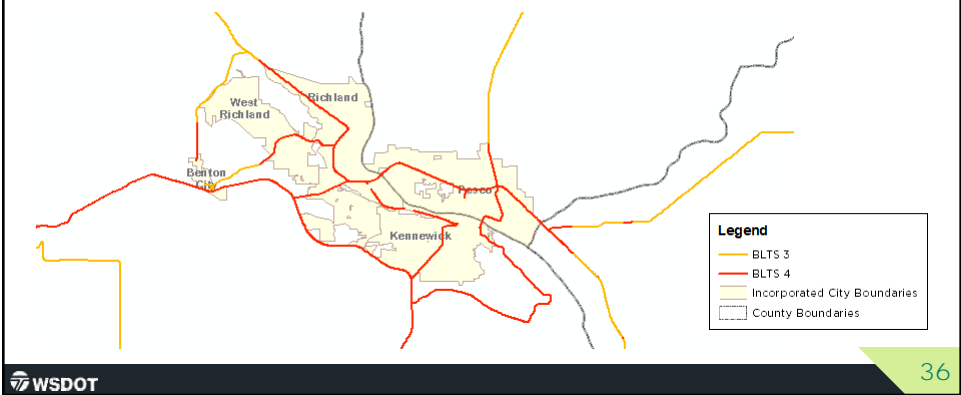 Richland
West
Richland
Benton
City
Pasco
Kennewick
Legend
BLTS 3
BLTS 4
Incorporated City Boundaries
County Boundaries
WSDOT
36